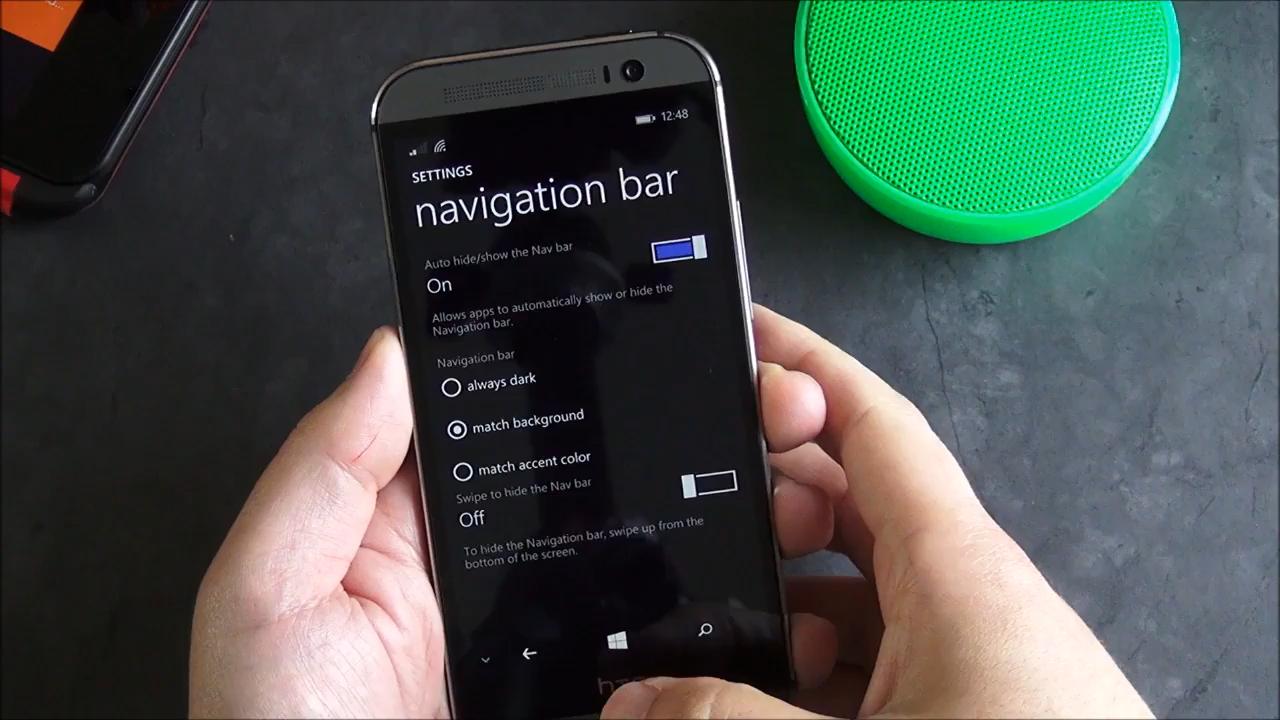 12:48
SETTINGS
navigation bar
Auto hide/show the Nav bar
On
Allows apps to automatically show or hide the
Navigation bar.
Navigation bar
always dark
match background
match accent color
Swipe to hide the Nav bar
Off
To hide the Navigation bar, swipe up from the
bottom of the screen.
hTC